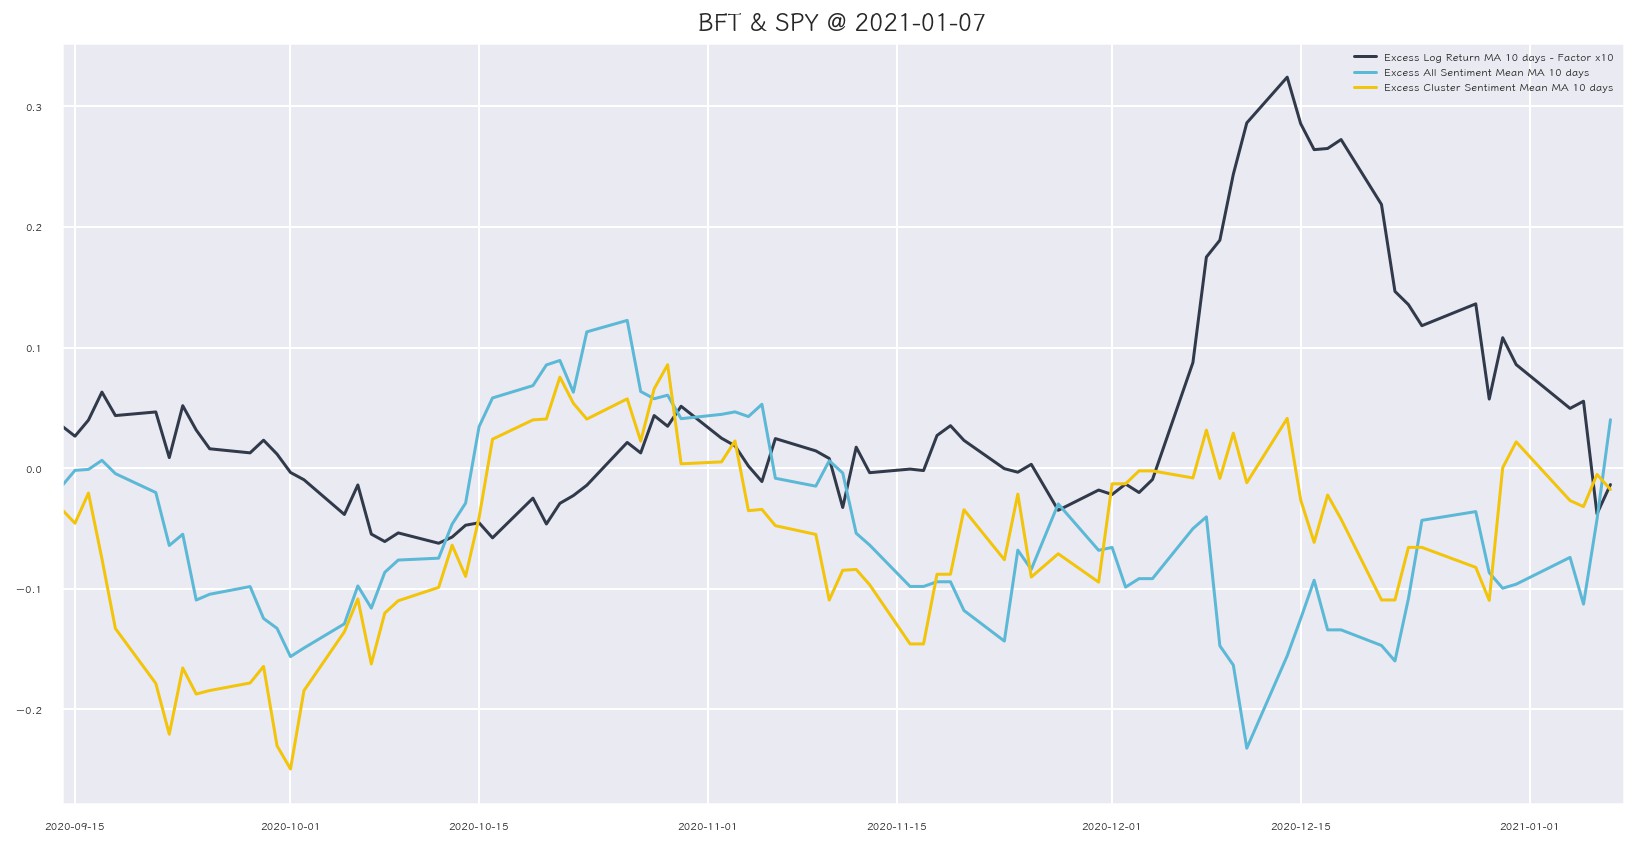 BFT & SPY @ 2021-01-07
Excess Log Return MA 10 days - Factor x10
Excess All Sentiment Mean MA 10 days
Excess Cluster Sentiment Mean MA 10 days
0.3
0.2
0.1
0.0
−0.1
−0.2
2020-09-15 2020-10-01 2020-10-15 2020-11-01 2020-11-15 2020-12-01 2020-12-15 2021-01-01